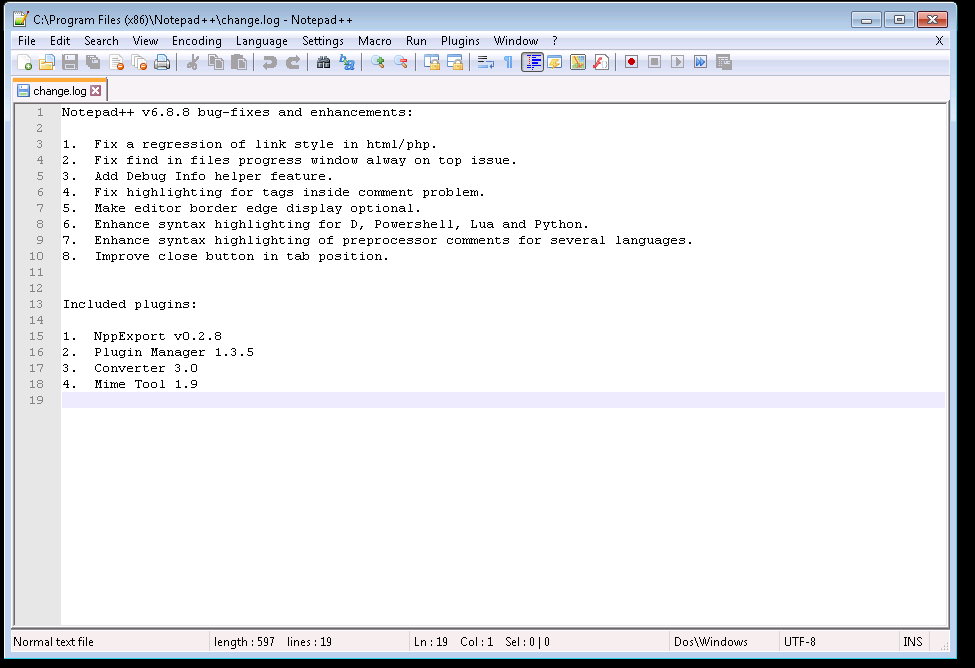 C:\Program Files (x86)\Notepad++\change.log - Notepad++
File Edit Search View Encoding Language Settings Macro Run Plugins Window ? X
change.log
1 Notepad++ v6.8.8 bug-fixes and enhancements:
2
3 1. Fix a regression of link style in html/php.
4 2. Fix find in files progress window alway on top issue.
5 3. Add Debug Info helper feature.
6 4. Fix highlighting for tags inside comment problem.
7 5. Make editor border edge display optional.
8 6. Enhance syntax highlighting for D, Powershell, Lua and Python.
9 7. Enhance syntax highlighting of preprocessor comments for several languages.
10 8. Improve close button in tab position.
11
12
13 Included plugins:
14
15 1. NppExport v0.2.8
16 2. Plugin Manager 1.3.5
17 3. Converter 3.0
18 4. Mime Tool 1.9
19
Normal text file length : 597 lines : 19 Ln : 19 Col : 1 Sel : 0 | 0 Dos\Windows UTF-8 INS